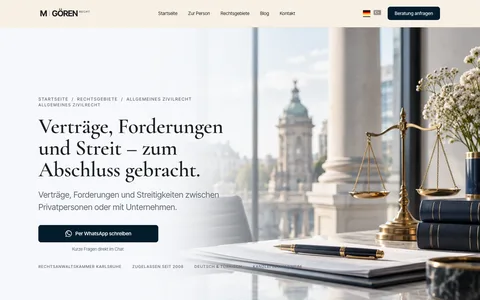 M GÖREN
Startseite Zur Person Rechtsgebiete Blog Kontakt
Beratung anfragen
STARTSEITE / RECHTSGEBIETE / ALLGEMEINES ZIVILRECHT
ALLGEMEINES ZIVILRECHT
Verträge, Forderungen
und Streit – zum
Abschluss gebracht.
Verträge, Forderungen und Streitigkeiten zwischen
Privatpersonen oder mit Unternehmen.
Per WhatsApp schreiben
Kurze Fragen direkt im Chat
RECHTSANWALTSKAMMER KARLSRUHE ZUGELASSEN SEIT 2008 DEUTSCH &